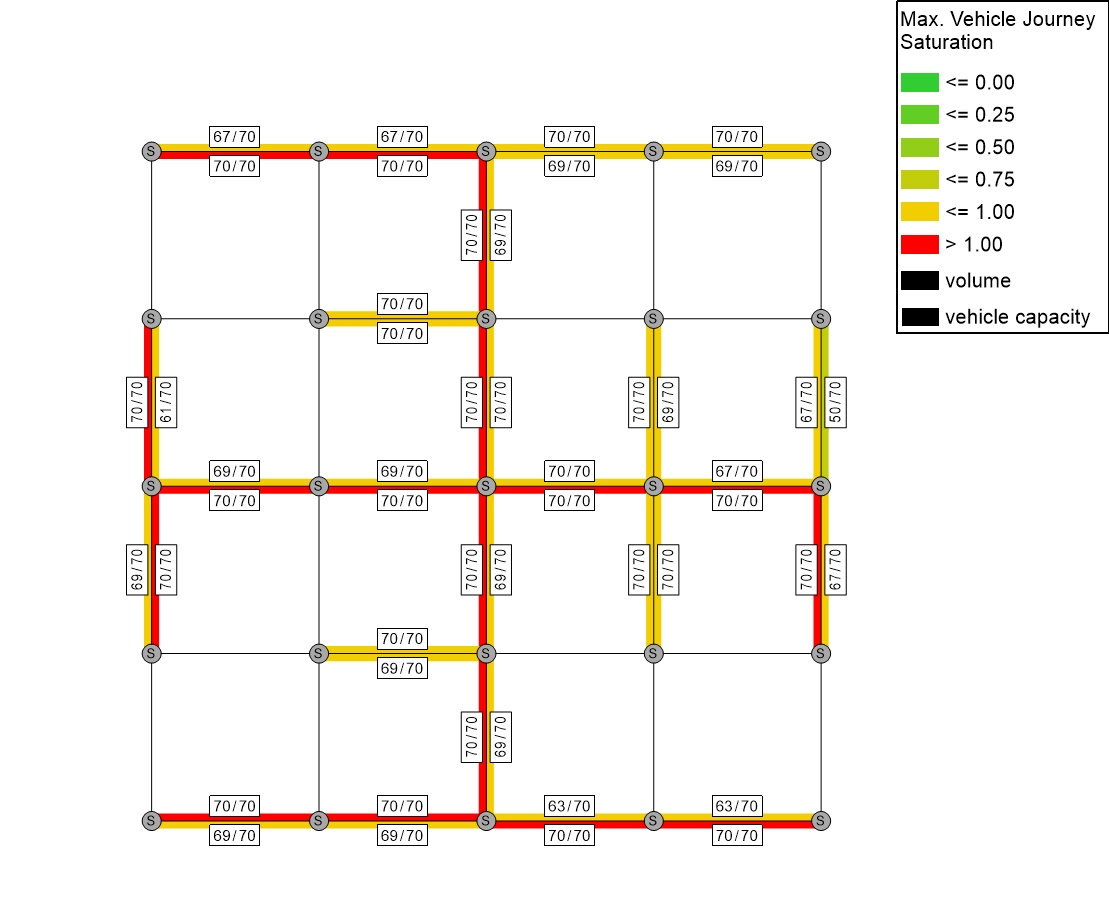 Max. Vehicle Journey
Saturation
<= 0.00
<= 0.25
<= 0.50
<= 0.75
<= 1.00
> 1.00
volume
vehicle capacity
67/70 67/70 70/70 70/70
S S S S S
70/70 70/70 69/70 69/70
70/70 69/70
70/70
S S S S S
70/70
70/70 61/70 70/70 70/70 70/70 69/70 67/70 50/70
69/70 69/70 70/70 67/70
S S S S S
70/70 70/70 70/70 70/70
69/70 70/70 70/70 69/70 70/70 70/70 70/70 67/70
70/70
S S S S S
69/70
70/70 69/70
70/70 70/70 63/70 63/70
S S S S S
69/70 69/70 70/70 70/70